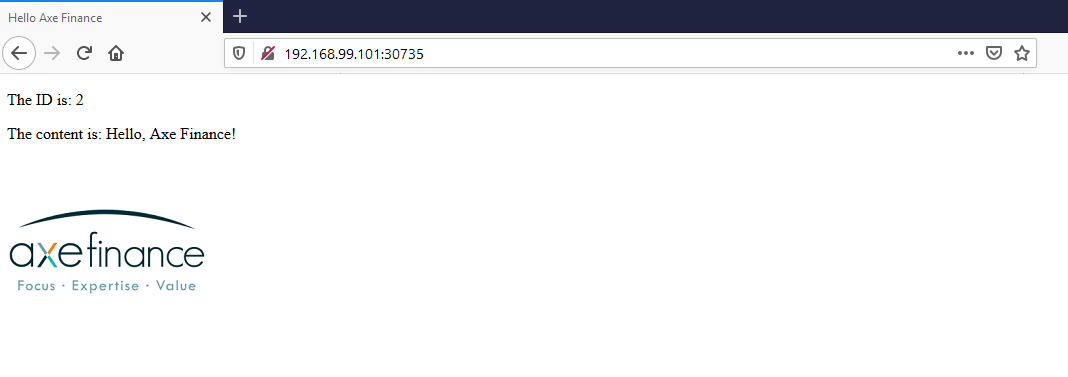 Hello Axe Finance
192.168.99.101:30735
The ID is: 2
The content is: Hello, Axe Finance!
axefinance
Focus · Expertise · Value